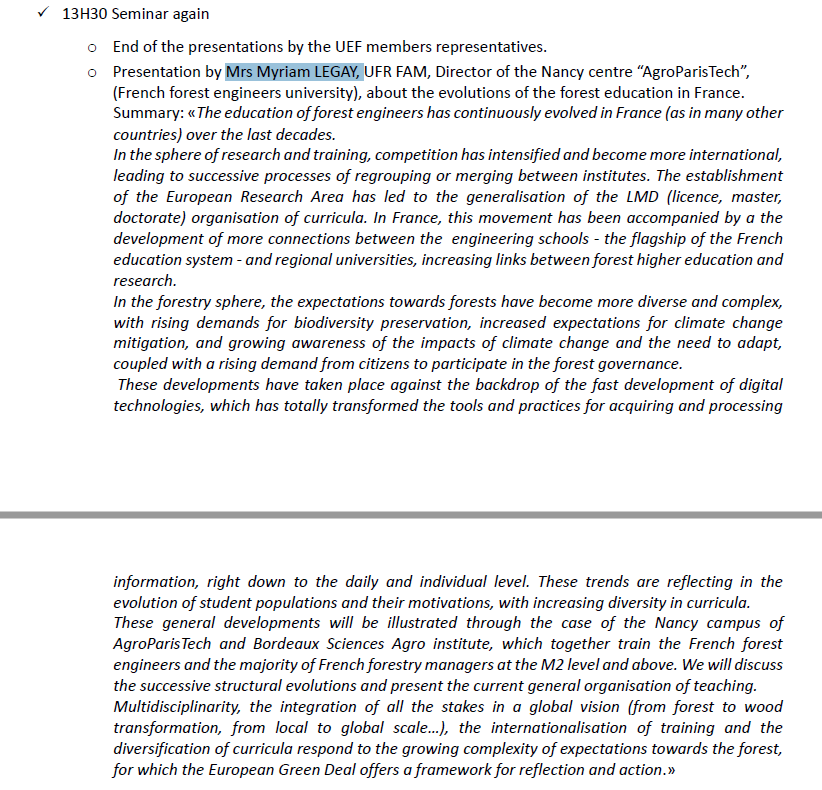 ✓ 13H30 Seminar again
o End of the presentations by the UEF members representatives.
o Presentation by Mrs Myriam LEGAY, UFR FAM, Director of the Nancy centre “AgroParisTech”,
(French forest engineers university), about the evolutions of the forest education in France.
Summary: «The education of forest engineers has continuously evolved in France (as in many other
countries) over the last decades.
In the sphere of research and training, competition has intensified and become more international,
leading to successive processes of regrouping or merging between institutes. The establishment
of the European Research Area has led to the generalisation of the LMD (licence, master,
doctorate) organisation of curricula. In France, this movement has been accompanied by a the
development of more connections between the engineering schools - the flagship of the French
education system - and regional universities, increasing links between forest higher education and
research.
In the forestry sphere, the expectations towards forests have become more diverse and complex,
with rising demands for biodiversity preservation, increased expectations for climate change
mitigation, and growing awareness of the impacts of climate change and the need to adapt,
coupled with a rising demand from citizens to participate in the forest governance.
These developments have taken place against the backdrop of the fast development of digital
technologies, which has totally transformed the tools and practices for acquiring and processing
information, right down to the daily and individual level. These trends are reflecting in the
evolution of student populations and their motivations, with increasing diversity in curricula.
These general developments will be illustrated through the case of the Nancy campus of
AgroParisTech and Bordeaux Sciences Agro institute, which together train the French forest
engineers and the majority of French forestry managers at the M2 level and above. We will discuss
the successive structural evolutions and present the current general organisation of teaching.
Multidisciplinarity, the integration of all the stakes in a global vision (from forest to wood
transformation, from local to global scale…), the internationalisation of training and the
diversification of curricula respond to the growing complexity of expectations towards the forest,
for which the European Green Deal offers a framework for reflection and action.»